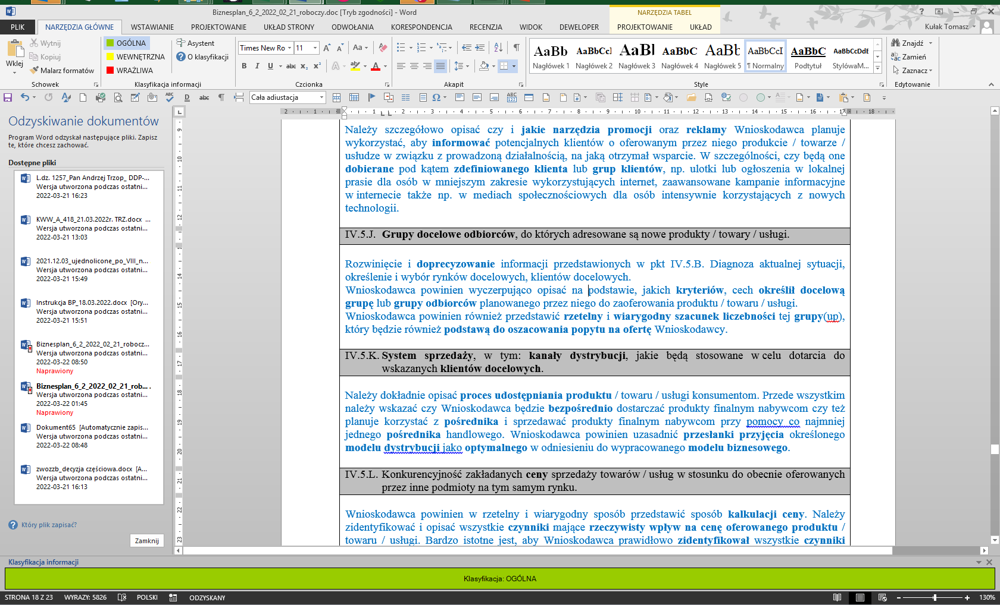 Biznesplan_6_2_2022_02_21_roboczy.doc [Tryb zgodności] - Word
NARZĘDZIA TABEL
PLIK NARZĘDZIA GŁÓWNE WSTAWIANIE PROJEKTOWANIE UKŁAD STRONY ODWOŁANIA KORESPONDENCJA RECENZJA WIDOK DEWELOPER PROJEKTOWANIE UKŁAD Kułak Tomasz
Wklej
Wytnij
Kopiuj
Malarz formatów
Schowek
OGÓLNA
WEWNĘTRZNA
WRAŻLIWA
Asystent
O klasyfikacji
Klasyfikacja informacji
Times New Ro 11
Czcionka
Akapit
AaBb AaBbCcI AaBl AaBbC AaBb AaBbCcI AaBbC AaBbCcDdE
Nagłówek 1 Nagłówek 2 Nagłówek 3 Nagłówek 4 Nagłówek 5 ¶ Normalny Podtytuł StylówaM...
Style
Znajdź
Zamień
Zaznacz
Edytowanie
Cała adiustacja
Odzyskiwanie dokumentów
Program Word odzyskał następujące pliki. Zapisz
te, które chcesz zachować.
Dostępne pliki
L.dz. 1257_Pan Andrzej Trzop_ DDP-...
Wersja utworzona podczas ostatni...
2022-03-21 16:23
KWW_A_418_21.03.2022r. TRZ.docx ...
Wersja utworzona podczas ostatni...
2022-03-21 13:03
2021.12.03_ujednolicone_po_VIII_n...
Wersja utworzona podczas ostatni...
2022-03-21 15:49
Instrukcja BP_18.03.2022.docx [Ory...
Wersja utworzona podczas ostatni...
2022-03-21 15:51
Biznesplan_6_2_2022_02_21_robocz...
Wersja utworzona podczas ostatni...
2022-03-22 08:50
Naprawiony
Biznesplan_6_2_2022_02_21_rob... .
Wersja utworzona podczas ostatni...
2022-03-22 01:45
Naprawiony
Dokument65 [Automatycznie zapis...
Wersja utworzona podczas ostatni...
2022-03-22 08:48
zwozzb_decyzja częściowa.docx [A...
Wersja utworzona podczas ostatni...
2022-03-21 16:13
Który plik zapisać?
Zamknij
Należy szczegółowo opisać czy i jakie narzędzia promocji oraz reklamy Wnioskodawca planuje
wykorzystać, aby informować potencjalnych klientów o oferowanym przez niego produkcie / towarze /
usłudze w związku z prowadzoną działalnością, na jaką otrzymał wsparcie. W szczególności, czy będą one
dobierane pod kątem zdefiniowanego klienta lub grup klientów, np. ulotki lub ogłoszenia w lokalnej
prasie dla osób w mniejszym zakresie wykorzystujących internet, zaawansowane kampanie informacyjne
w internecie także np. w mediach społecznościowych dla osób intensywnie korzystających z nowych
technologii.
IV.5.J. Grupy docelowe odbiorców, do których adresowane są nowe produkty / towary / usługi.
Rozwinięcie i doprecyzowanie informacji przedstawionych w pkt IV.5.B. Diagnoza aktualnej sytuacji,
określenie i wybór rynków docelowych, klientów docelowych.
Wnioskodawca powinien wyczerpująco opisać na podstawie, jakich kryteriów, cech określił docelową
grupę lub grupy odbiorców planowanego przez niego do zaoferowania produktu / towaru / usługi.
Wnioskodawca powinien również przedstawić rzetelny i wiarygodny szacunek liczebności tej grupy(up),
który będzie również podstawą do oszacowania popytu na ofertę Wnioskodawcy.
IV.5.K. System sprzedaży, w tym: kanały dystrybucji, jakie będą stosowane w celu dotarcia do
wskazanych klientów docelowych.
Należy dokładnie opisać proces udostępniania produktu / towaru / usługi konsumentom. Przede wszystkim
należy wskazać czy Wnioskodawca będzie bezpośrednio dostarczać produkty finalnym nabywcom czy też
planuje korzystać z pośrednika i sprzedawać produkty finalnym nabywcom przy pomocy co najmniej
jednego pośrednika handlowego. Wnioskodawca powinien uzasadnić przesłanki przyjęcia określonego
modelu dystrybucji jako optymalnego w odniesieniu do wypracowanego modelu biznesowego.
IV.5.L. Konkurencyjność zakładanych ceny sprzedaży towarów / usług w stosunku do obecnie oferowanych
przez inne podmioty na tym samym rynku.
Wnioskodawca powinien w rzetelny i wiarygodny sposób przedstawić sposób kalkulacji ceny. Należy
zidentyfikować i opisać wszystkie czynniki mające rzeczywisty wpływ na cenę oferowanego produktu /
towaru / usługi. Bardzo istotne jest, aby Wnioskodawca prawidłowo zidentyfikował wszystkie czynniki
Klasyfikacja informacji
Klasyfikacja: OGÓLNA
STRONA 18 Z 23 WYRAZY: 5826 POLSKI ODZYSKANY 130%